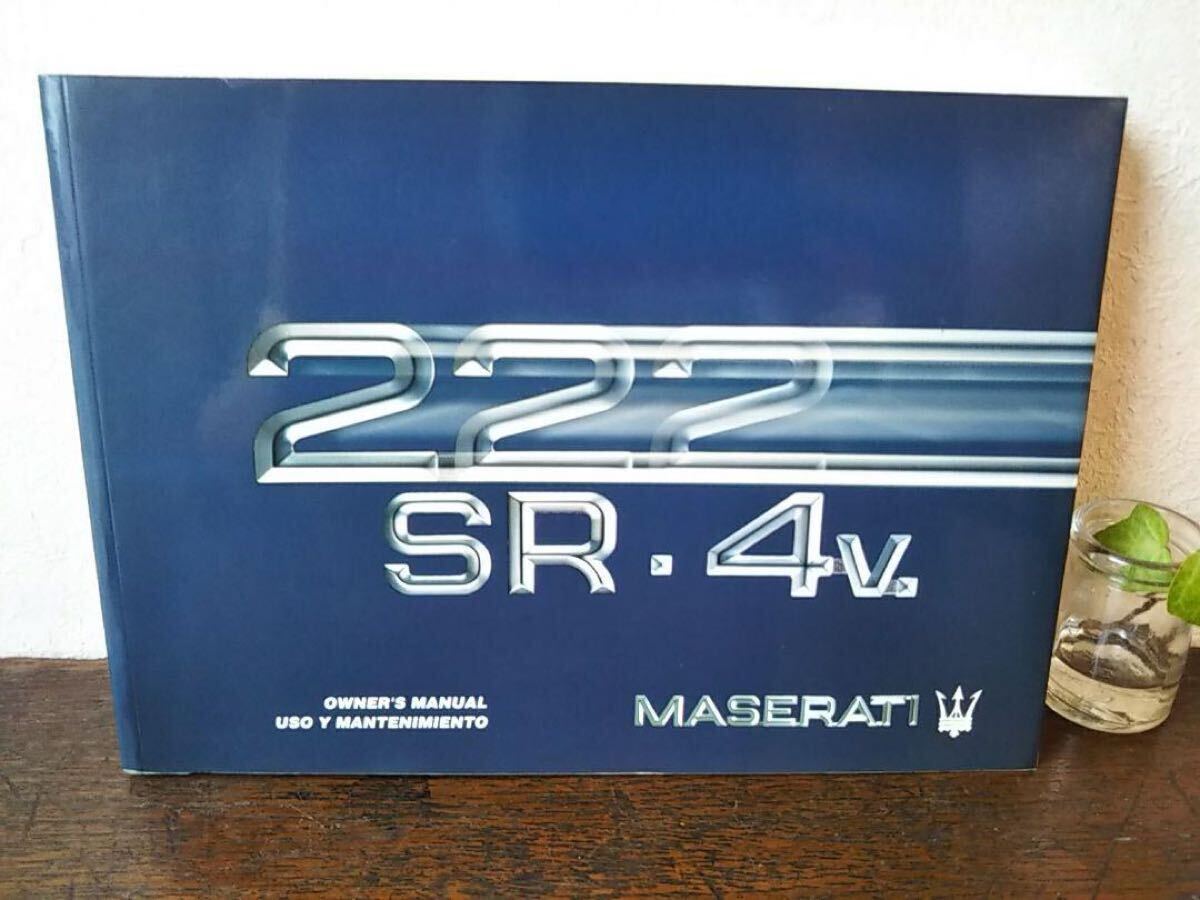 222
SR · 4v.
OWNER'S MANUAL
USO Y MANTENIMIENTO
MASERATI